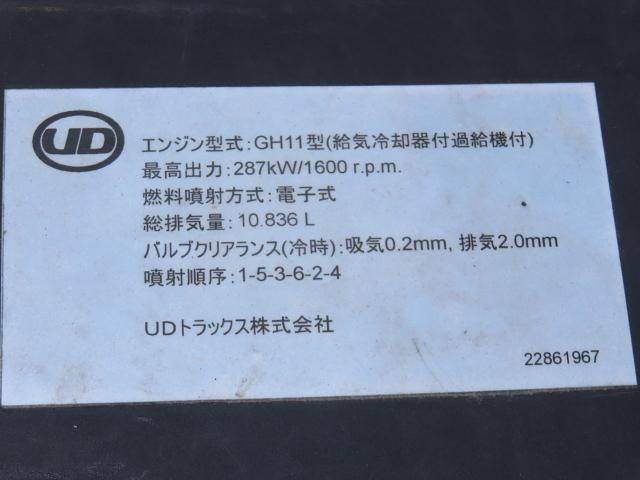 UD
エンジン型式:GH11型(給気冷却器付過給機付)
最高出力:287kW/1600 r.p.m.
燃料噴射方式:電子式
総排気量:10.836 L
バルブクリアランス(冷時):吸気0.2mm, 排気2.0mm
噴射順序:1-5-3-6-2-4
UDトラックス株式会社
22861967